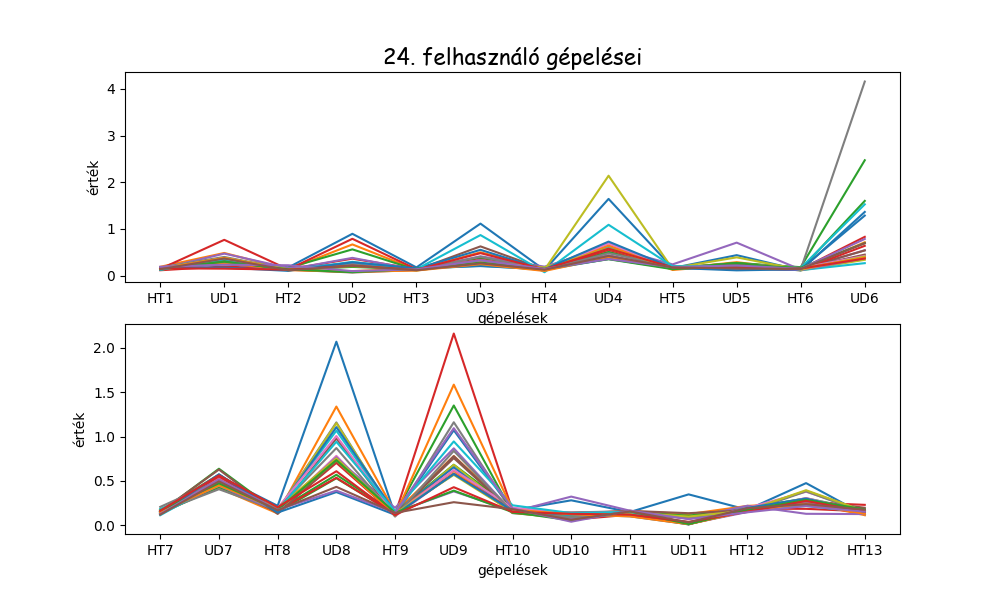 24. felhasználó gépelései
4
3
2
1
0
érték
HT1 UD1 HT2 UD2 HT3 UD3 HT4 UD4 HT5 UD5 HT6 UD6
gépelések
2.0
1.5
1.0
0.5
0.0
érték
HT7 UD7 HT8 UD8 HT9 UD9 HT10 UD10 HT11 UD11 HT12 UD12 HT13
gépelések